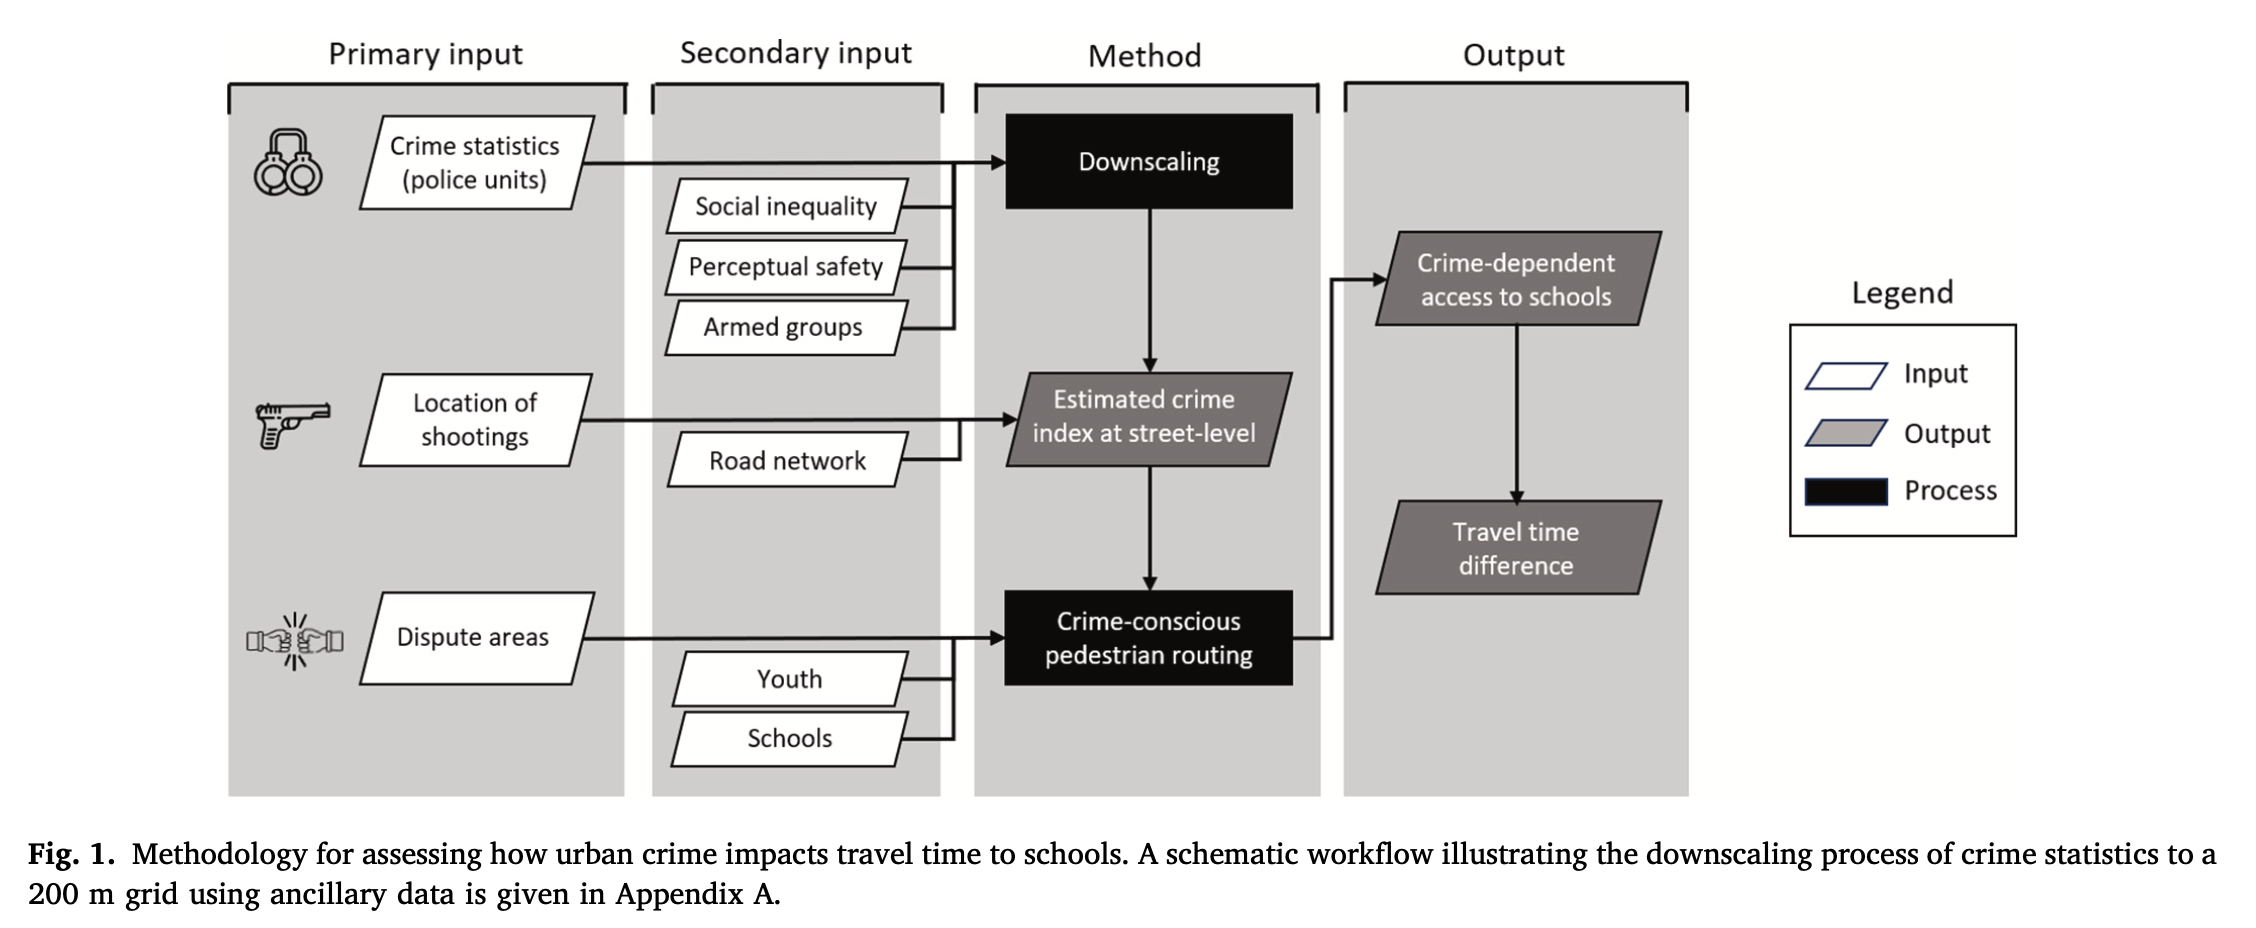 Primary input
Secondary input
Method
Output
Crime statistics
(police units)
Social inequality
Perceptual safety
Armed groups
Downscaling
Location of
shootings
Road network
Estimated crime
index at street-level
Dispute areas
Youth
Schools
Crime-conscious
pedestrian routing
Crime-dependent
access to schools
Travel time
difference
Legend
Input
Output
Process
Fig. 1. Methodology for assessing how urban crime impacts travel time to schools. A schematic workflow illustrating the downscaling process of crime statistics to a
200 m grid using ancillary data is given in Appendix A.